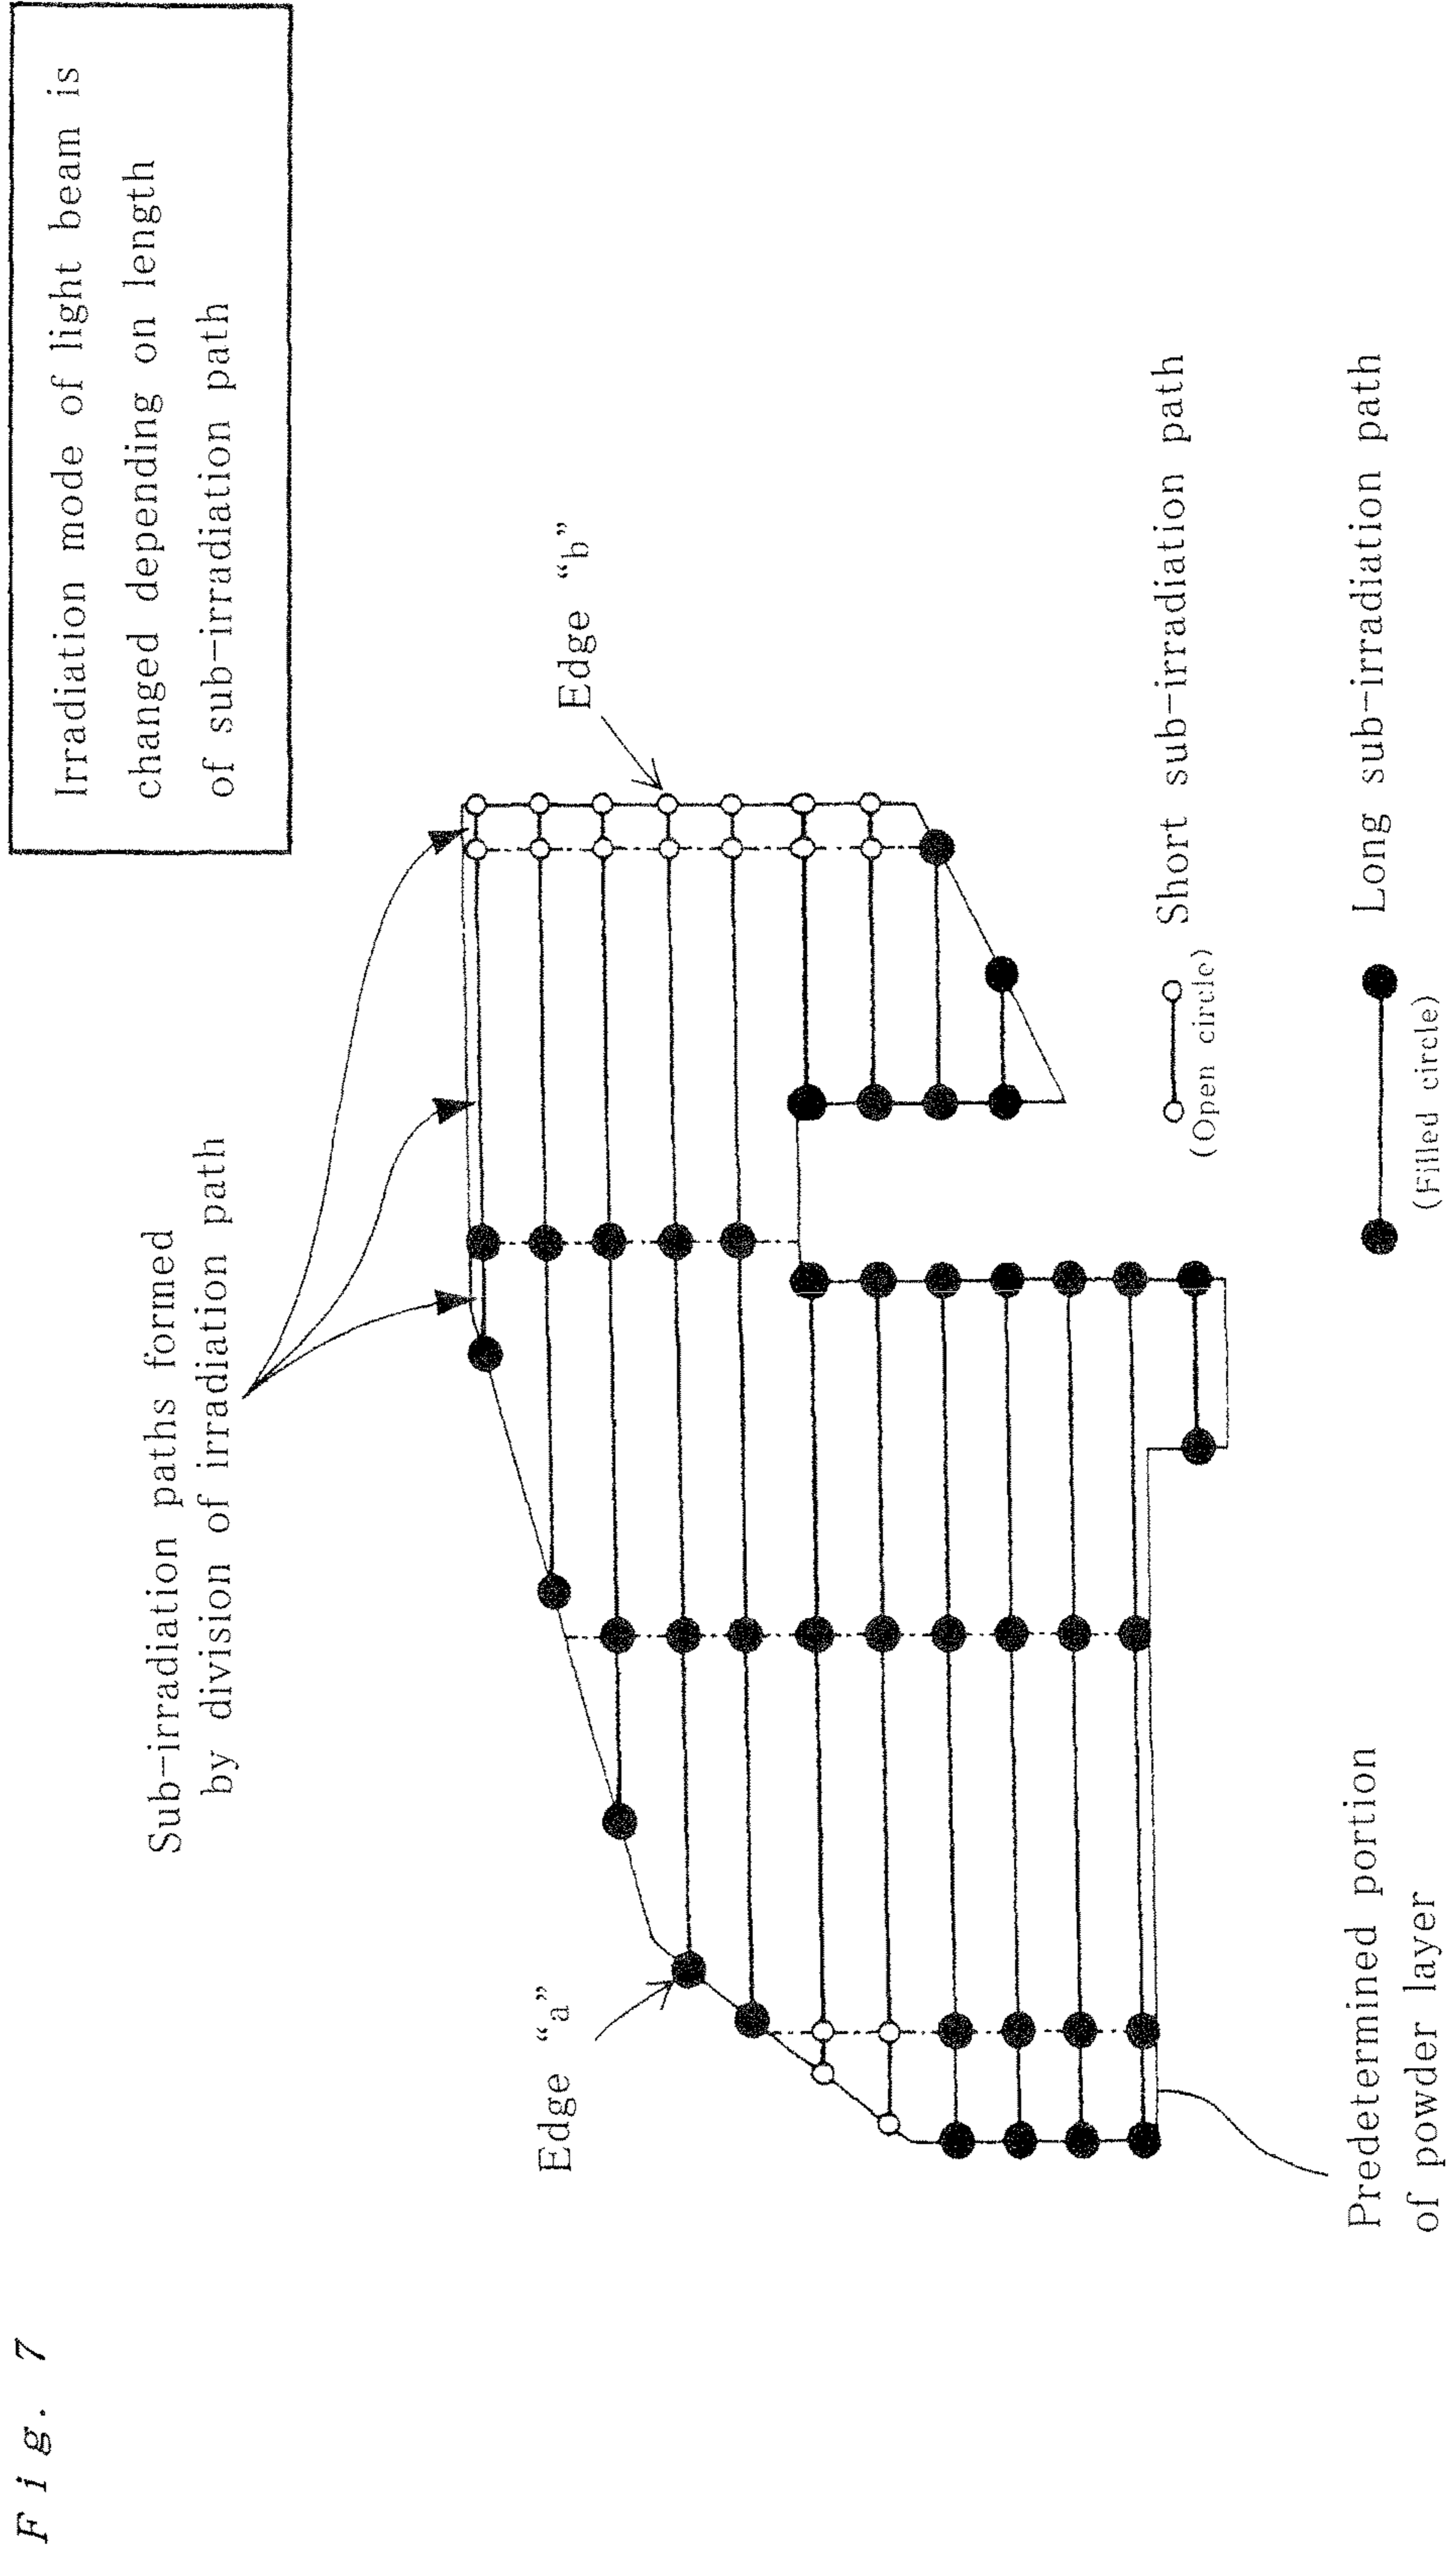 Fig. 7
Irradiation mode of light beam is
changed depending on length
of sub-irradiation path
Sub-irradiation paths formed
by division of irradiation path
Edge “a”
Edge “b”
Predetermined portion
of powder layer
Short sub-irradiation path
(Open circle)
Long sub-irradiation path
(Filled circle)